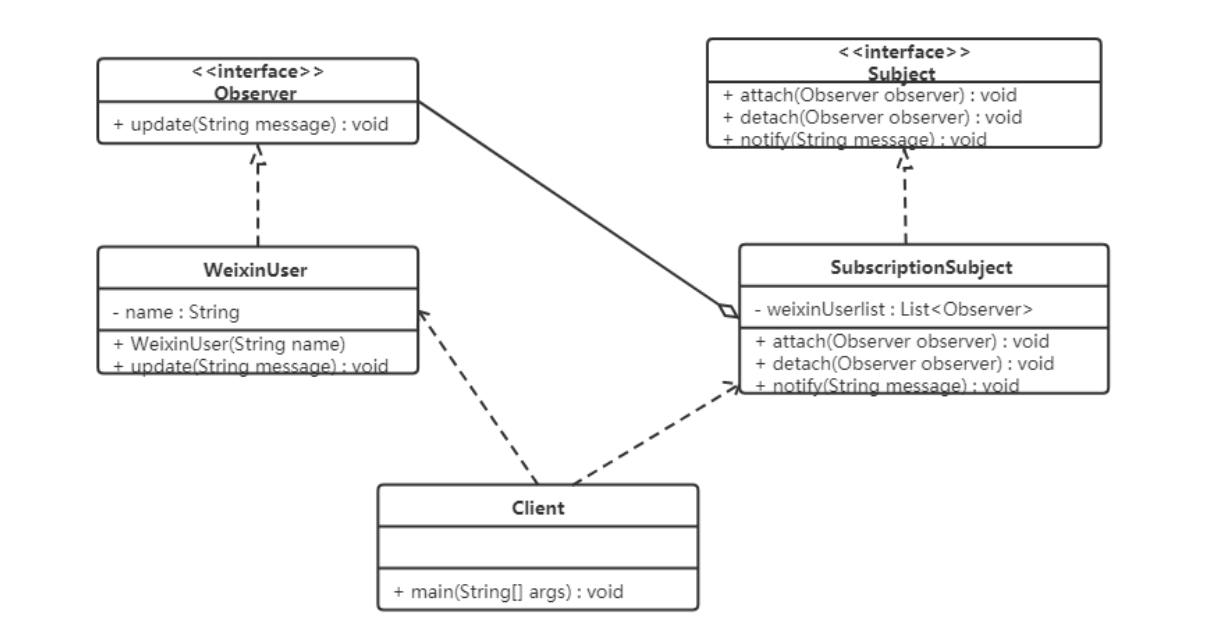 <<interface>>
Observer
+ update(String message) : void
<<interface>>
Subject
+ attach(Observer observer) : void
+ detach(Observer observer) : void
+ notify(String message) : void
WeixinUser
- name : String
+ WeixinUser(String name)
+ update(String message) : void
SubscriptionSubject
- weixinUserlist : List<Observer>
+ attach(Observer observer) : void
+ detach(Observer observer) : void
+ notify(String message) : void
Client
+ main(String[] args) : void